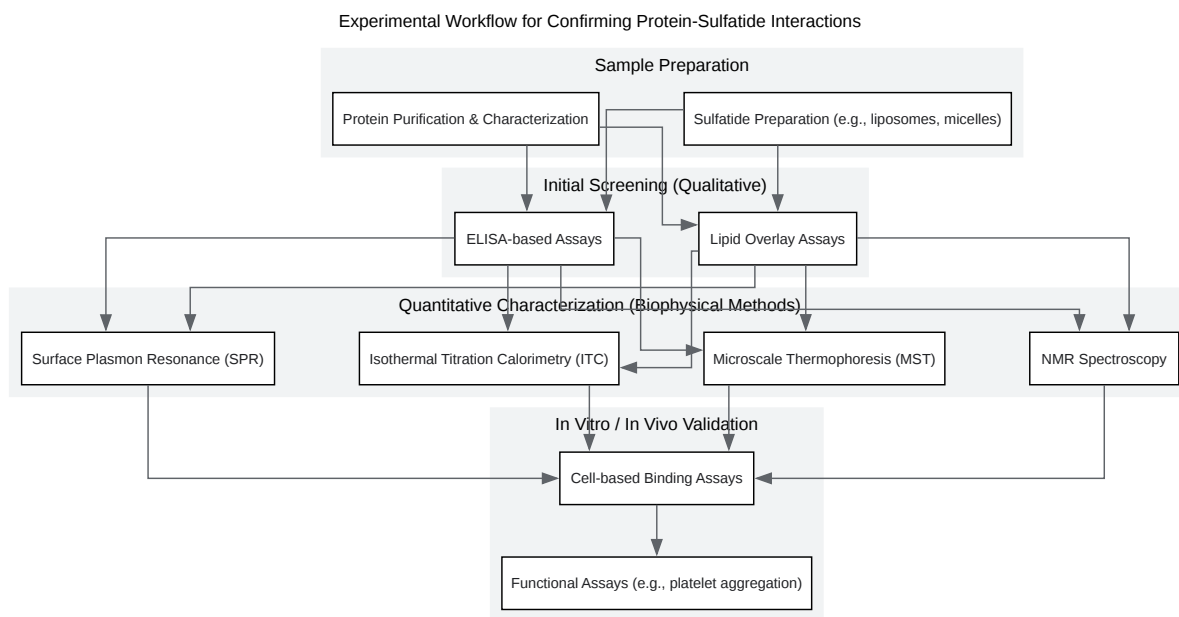 Experimental Workflow for Confirming Protein-Sulfatide Interactions
Sample Preparation
Protein Purification & Characterization
Sulfatide Preparation (e.g., liposomes, micelles)
Initial Screening (Qualitative)
ELISA-based Assays
Lipid Overlay Assays
Quantitative Characterization (Biophysical Methods)
Surface Plasmon Resonance (SPR)
Isothermal Titration Calorimetry (ITC)
Microscale Thermophoresis (MST)
NMR Spectroscopy
In Vitro / In Vivo Validation
Cell-based Binding Assays
Functional Assays (e.g., platelet aggregation)